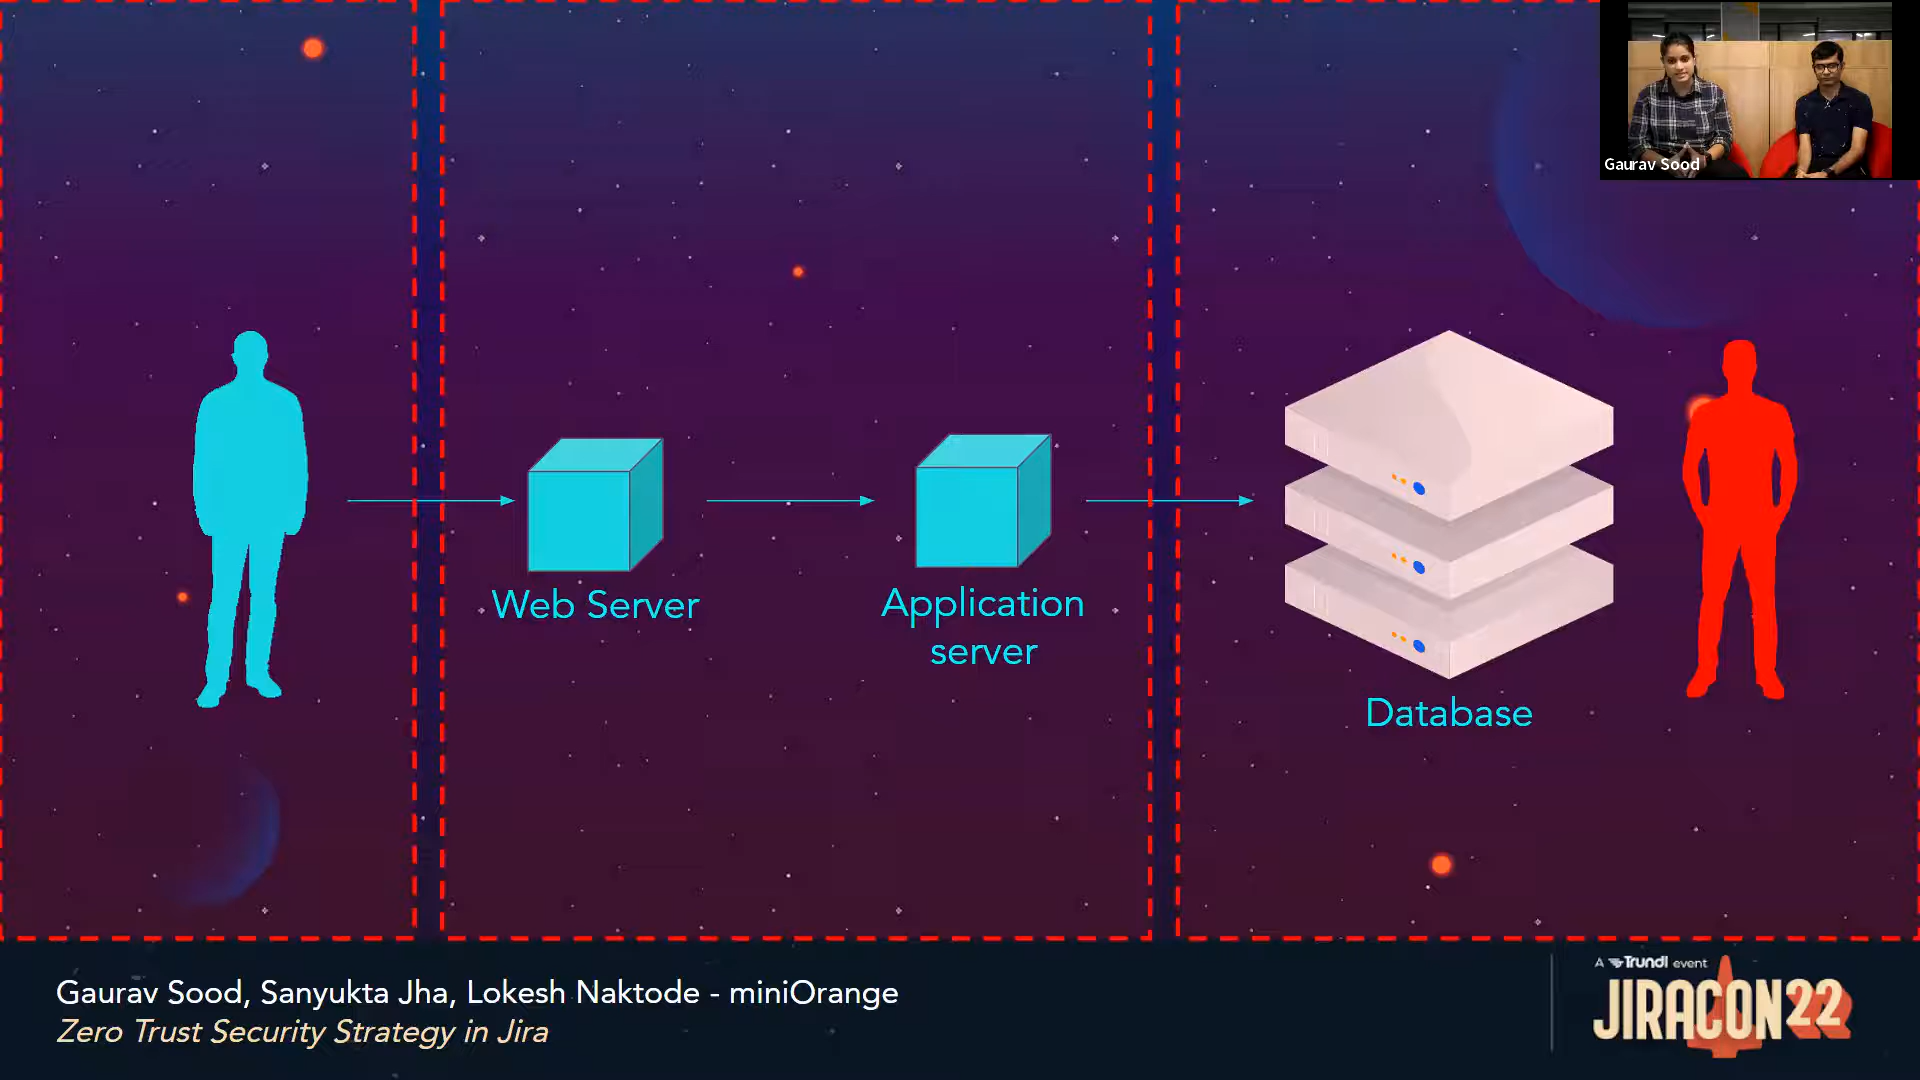 Gaurav Sood
Web Server
Application
server
Database
Gaurav Sood, Sanyukta Jha, Lokesh Naktode - miniOrange
Zero Trust Security Strategy in Jira
A Trundl event
JIRACON22